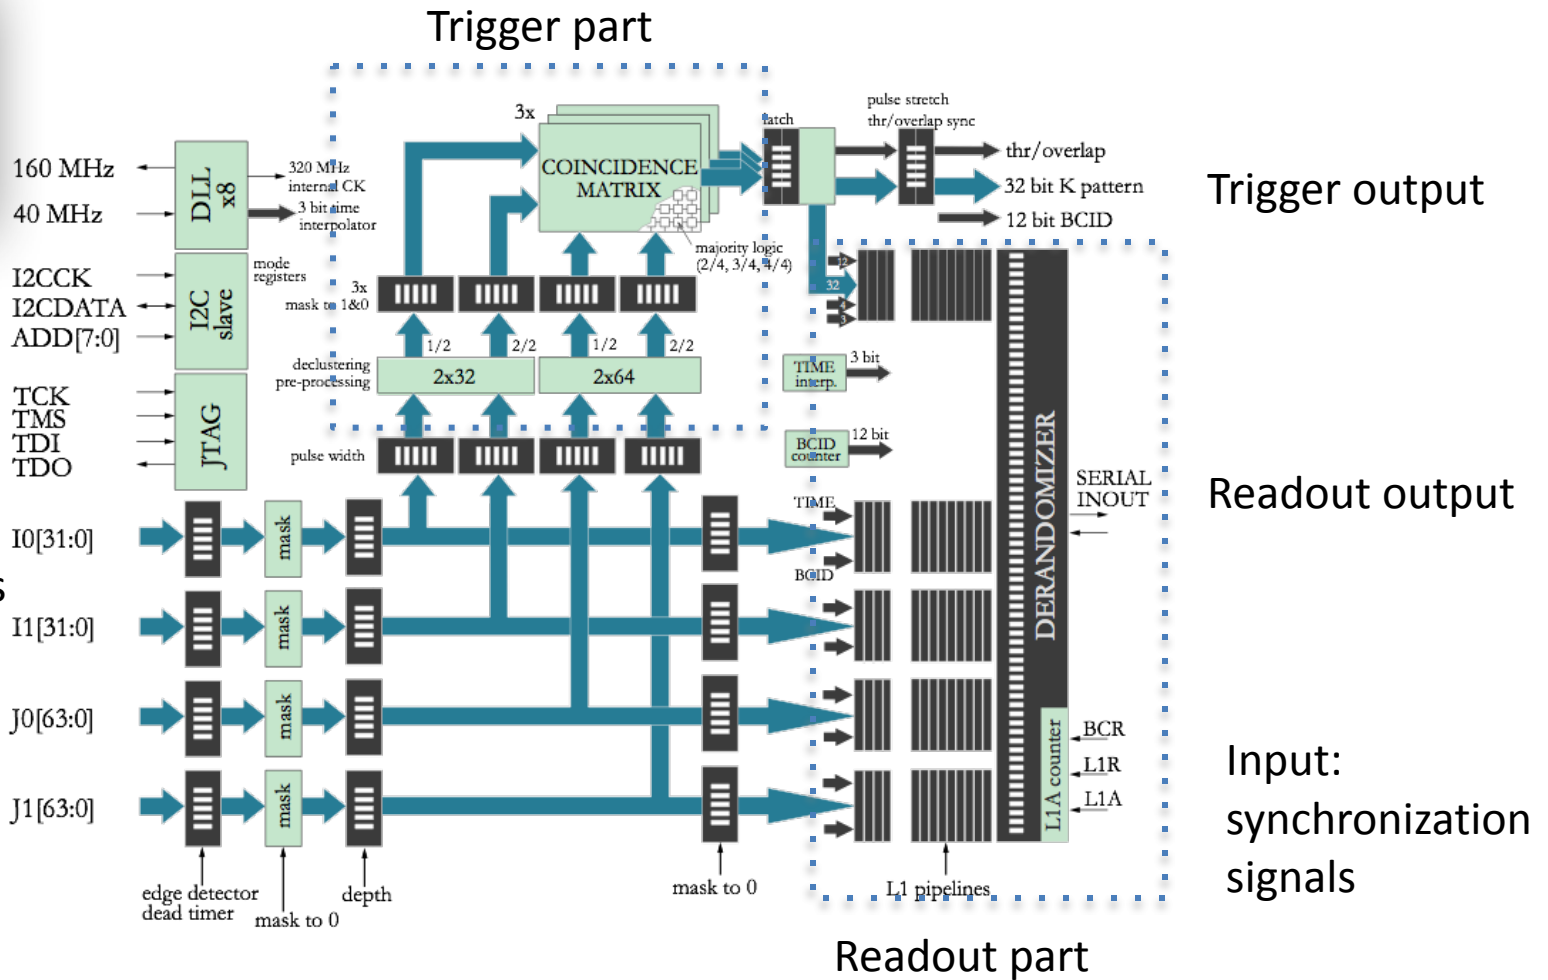 Trigger part
3x
COINCIDENCE
MATRIX
latch
pulse stretch
thr/overlap sync
thr/overlap
32 bit K pattern
12 bit BCID
Trigger output
160 MHz
40 MHz
DLL
x8
320 MHz
internal CK
3 bit time
interpolator
majority logic
(2/4, 3/4, 4/4)
I2CCK
I2CDATA
ADD[7:0]
I2C
slave
mode
registers
3x
mask to 1&0
12
32
4
3
1/2
2/2
1/2
2/2
declustering
pre-processing
2x32
2x64
TIME
interp.
3 bit
TCK
TMS
TDI
TDO
JTAG
pulse width
BCID
counter
12 bit
DERANDOMIZER
SERIAL
INOUT
Readout output
I0[31:0]
mask
TIME
BCID
s
I1[31:0]
mask
J0[63:0]
mask
J1[63:0]
mask
L1A counter
BCR
L1R
L1A
Input:
synchronization
signals
edge detector
dead timer
mask to 0
depth
mask to 0
L1 pipelines
Readout part